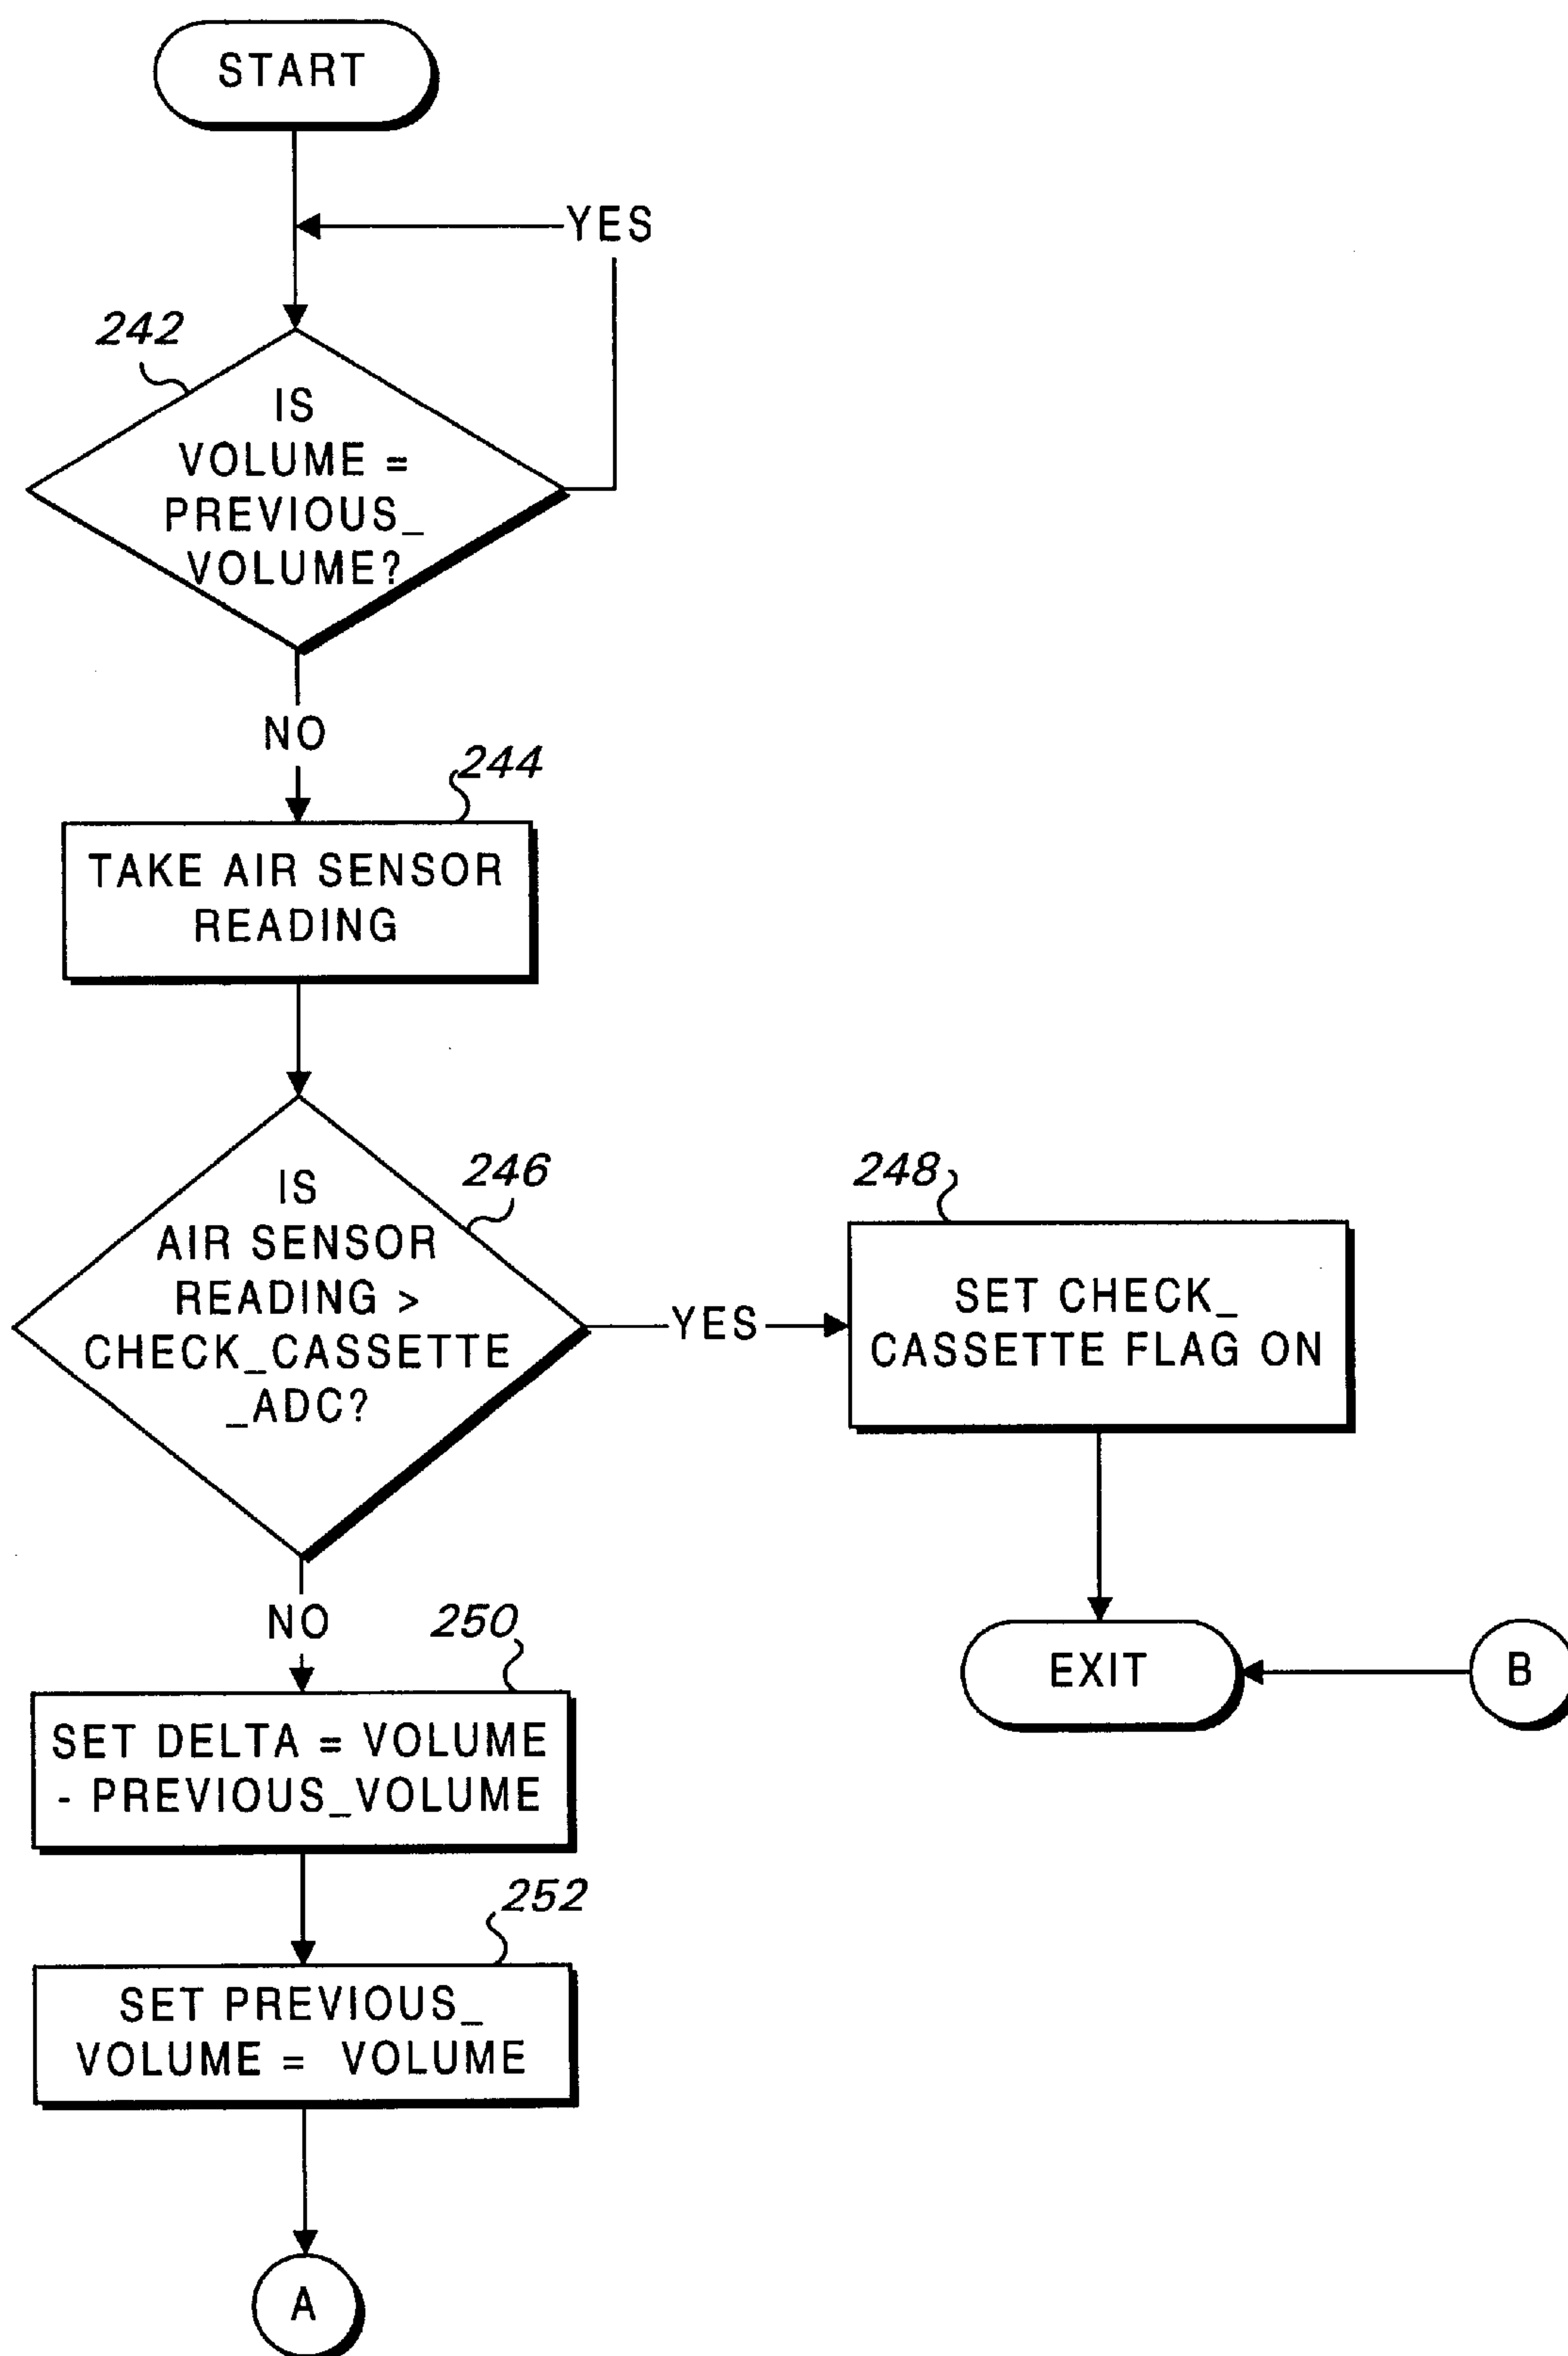 START
YES
242
IS
VOLUME =
PREVIOUS_
VOLUME?
NO
244
TAKE AIR SENSOR
READING
246
IS
AIR SENSOR
READING >
CHECK_CASSETTE
_ADC?
YES
248
SET CHECK_
CASSETTE FLAG ON
NO
250
EXIT
B
SET DELTA = VOLUME
- PREVIOUS_VOLUME
252
SET PREVIOUS_
VOLUME = VOLUME
A